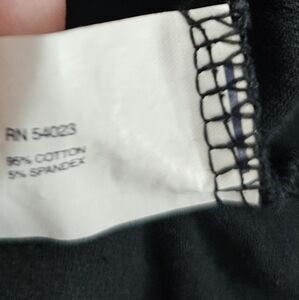 RN 54023
95% COTTON
5% SPANDEX